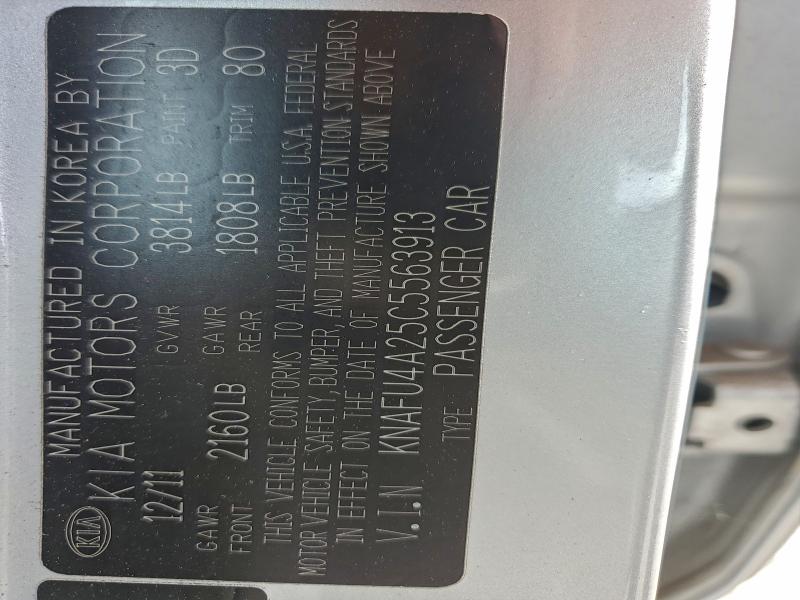 MANUFACTURED IN KOREA BY
KIA KIA MOTORS CORPORATION
12/11 GVWR 3814LB PAINT 3D
GAWR FRONT 2160LB GAWR REAR 1808LB TRIM 80
THIS VEHICLE CONFORMS TO ALL APPLICABLE U.S.A. FEDERAL
MOTOR VEHICLE SAFETY, BUMPER, AND THEFT PREVENTION STANDARDS
IN EFFECT ON THE DATE OF MANUFACTURE SHOWN ABOVE
V.I.N KNAFU4A25C5563913
TYPE PASSENGER CAR